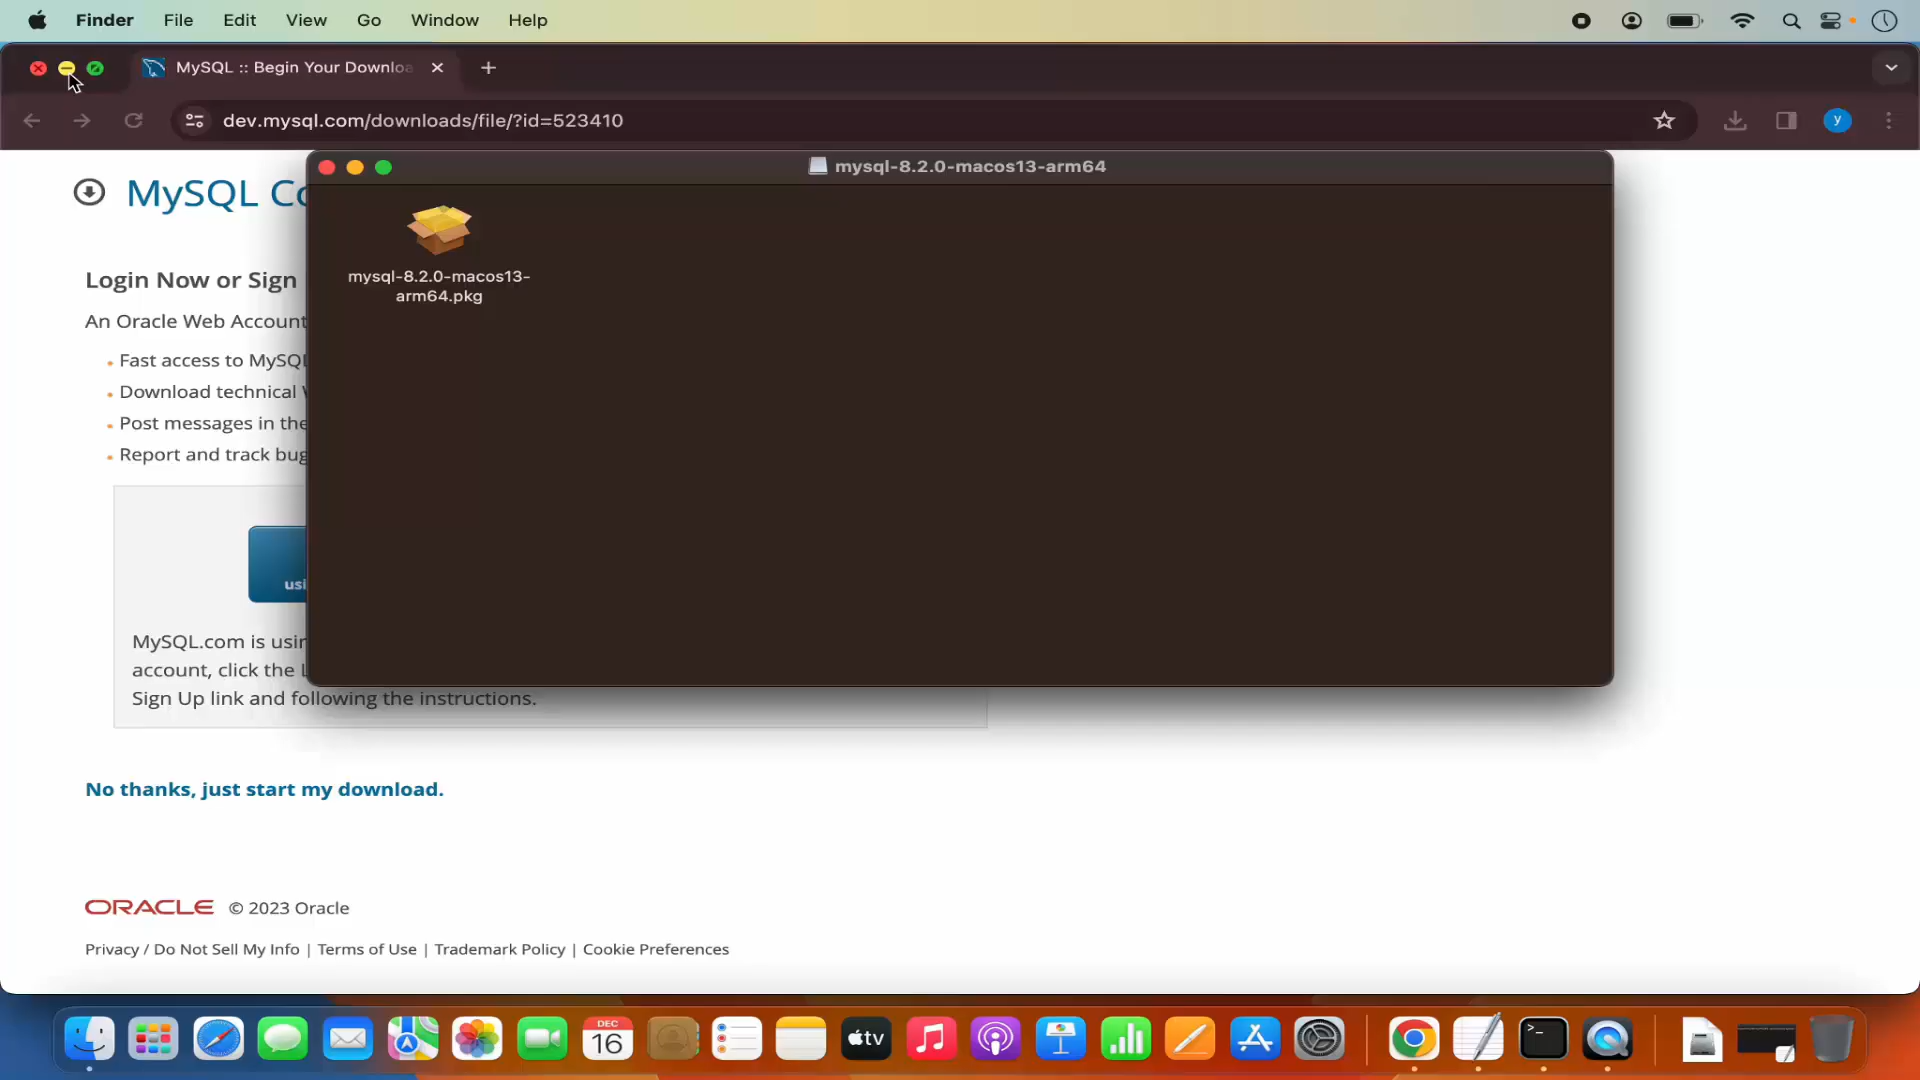 Finder File Edit View Go Window Help
MySQL :: Begin Your Downloa
dev.mysql.com/downloads/file/?id=523410
y
mysql-8.2.0-macos13-arm64
MySQL Co
mysql-8.2.0-macos13-
arm64.pkg
Login Now or Sign
An Oracle Web Account
Fast access to MySQL
Download technical
Post messages in the
Report and track bug
usi
MySQL.com is usin
account, click the L
Sign Up link and following the instructions.
No thanks, just start my download.
ORACLE © 2023 Oracle
Privacy / Do Not Sell My Info | Terms of Use | Trademark Policy | Cookie Preferences
DEC
16
tv
>_